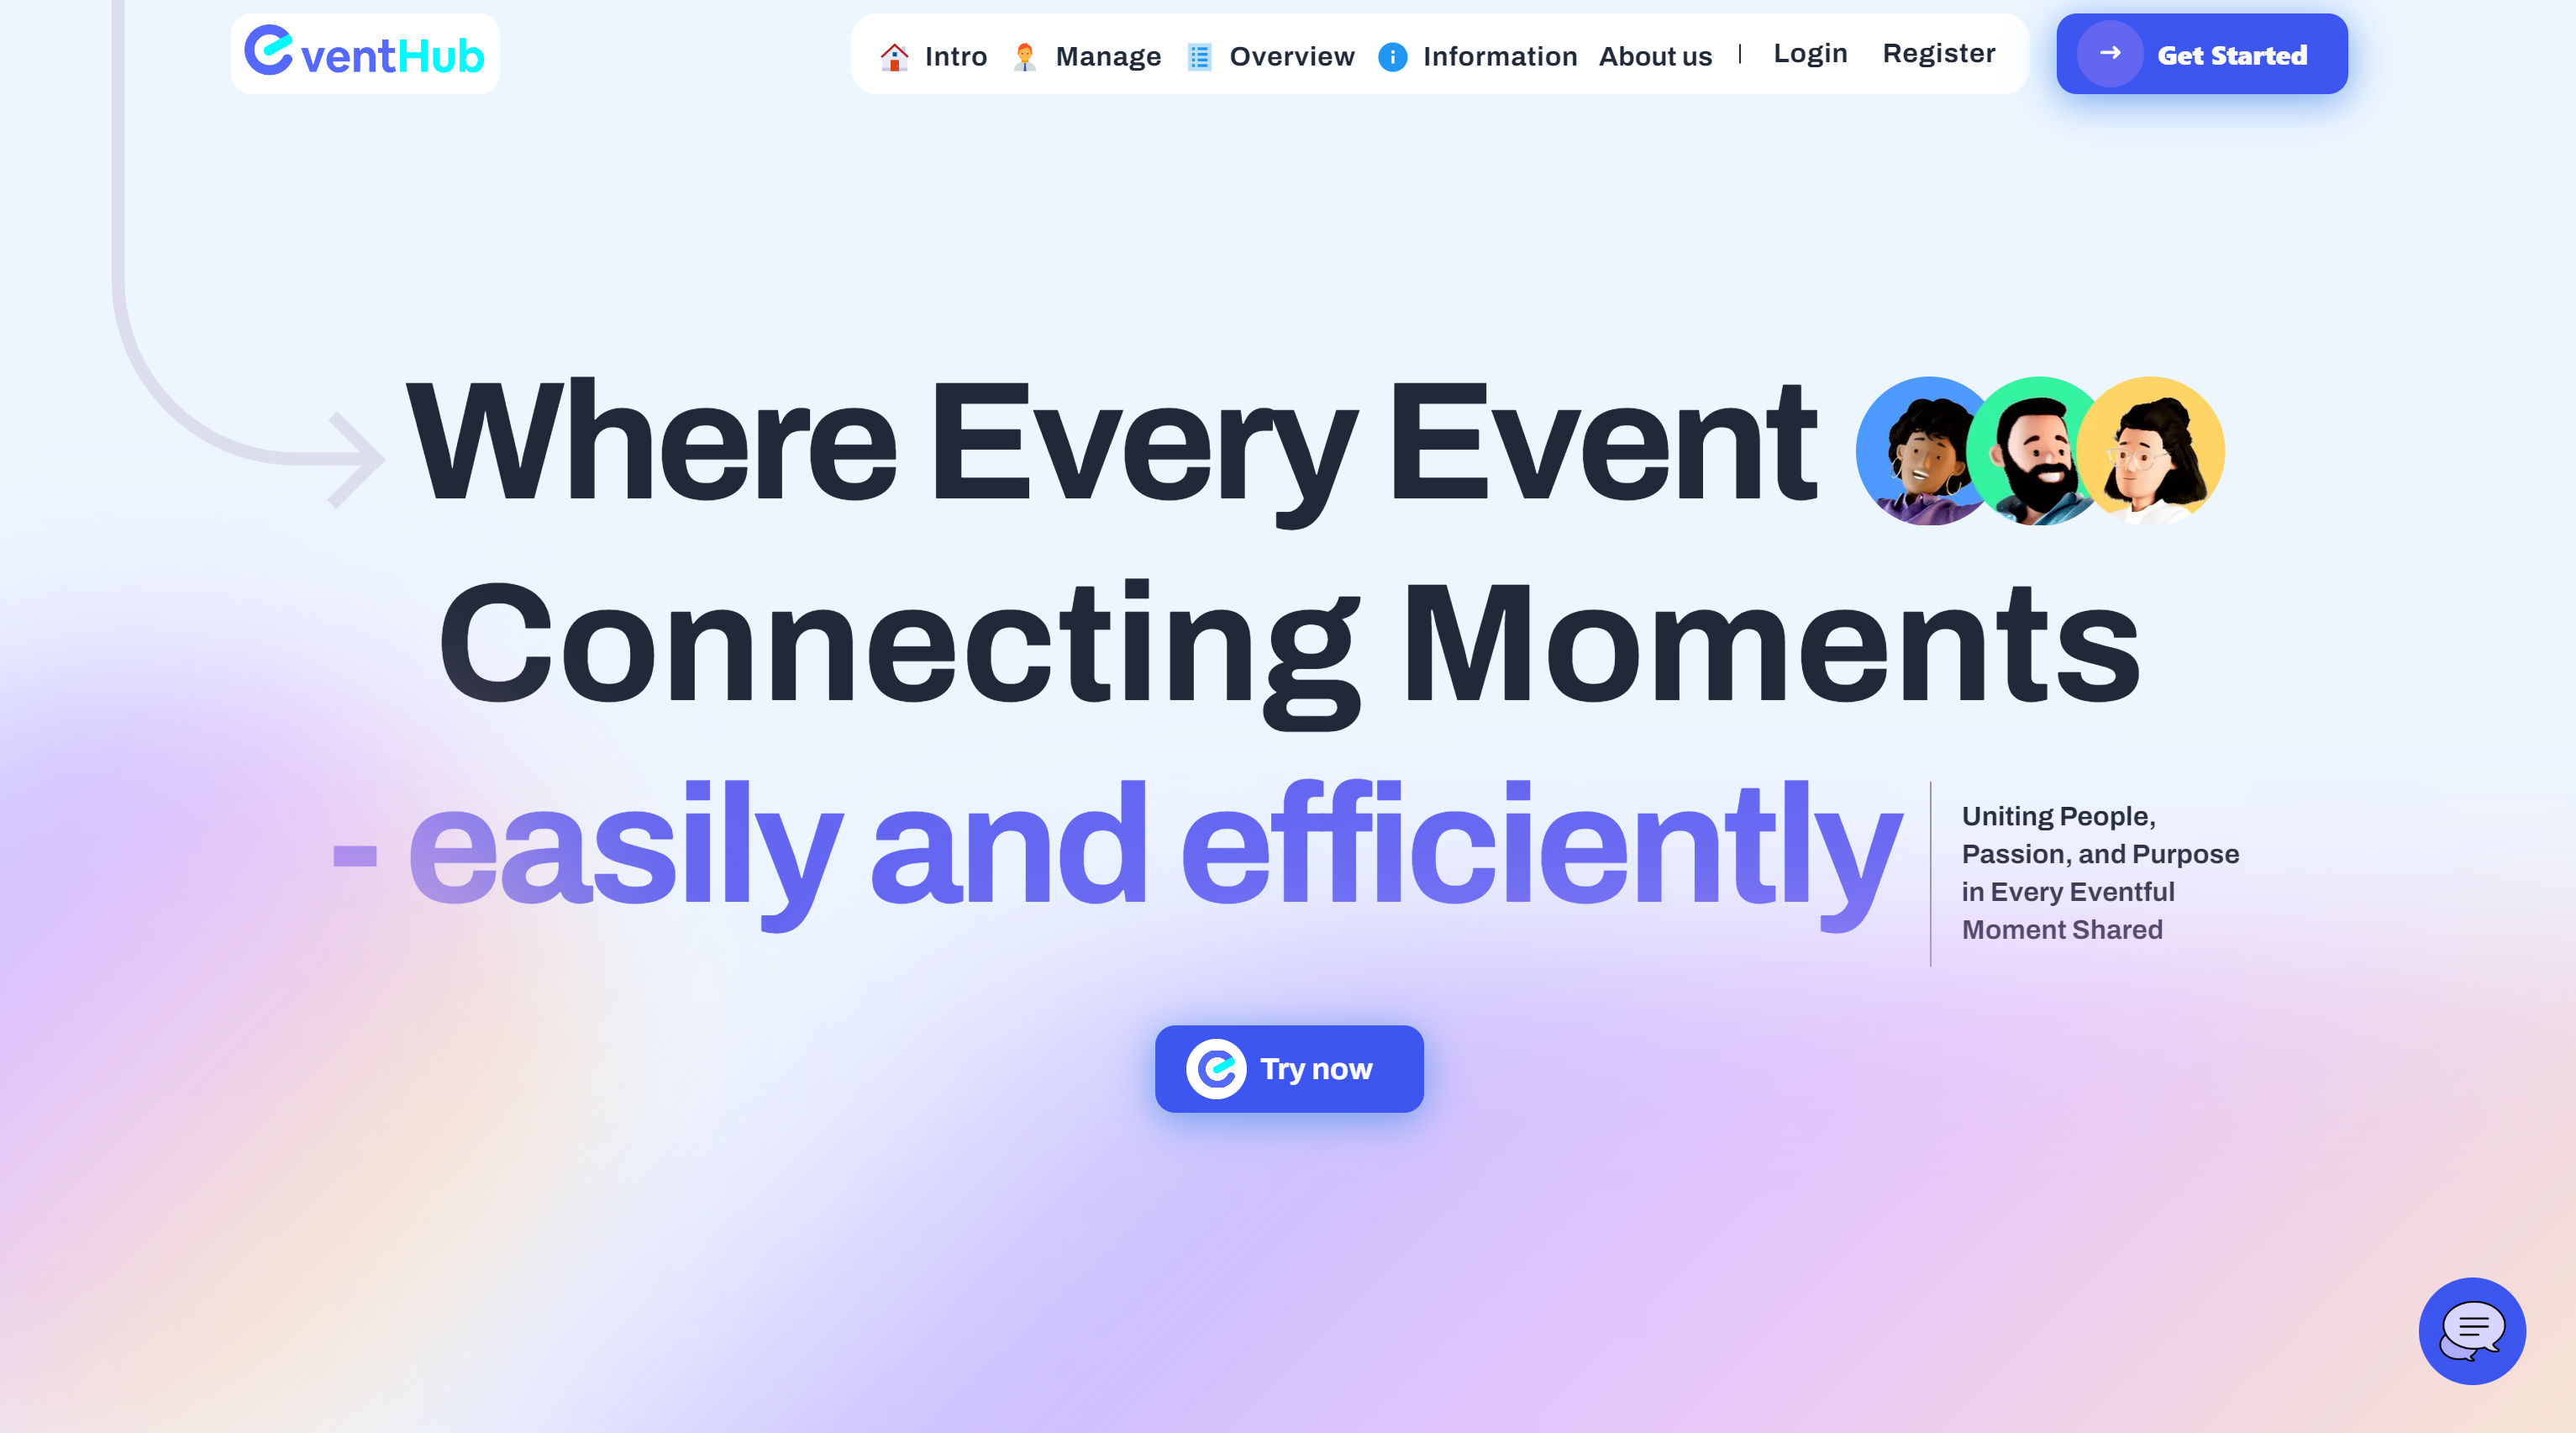 eventHub
Intro Manage Overview Information About us | Login Register
Get Started
Where Every Event
Connecting Moments
- easily and efficiently
Uniting People,
Passion, and Purpose
in Every Eventful
Moment Shared
Try now